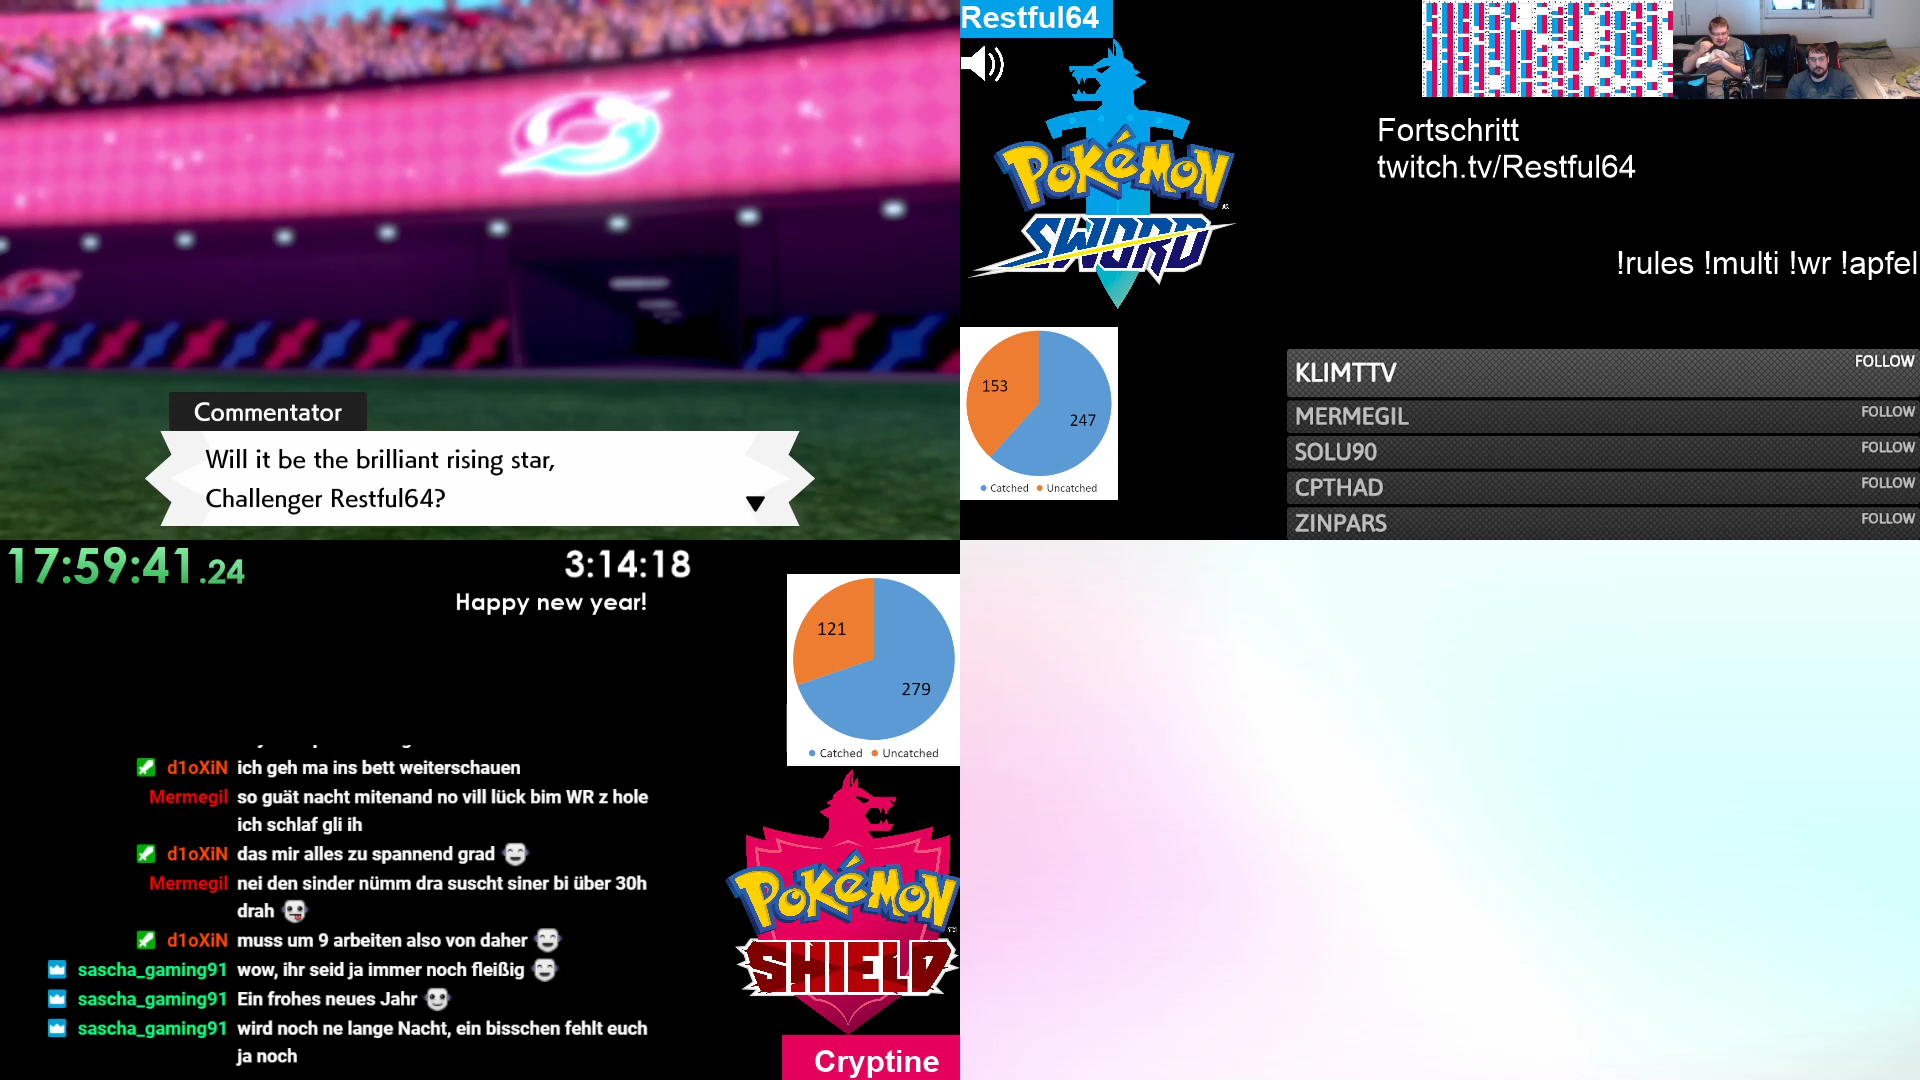 Commentator
Will it be the brilliant rising star,
Challenger Restful64?
Restful64
POKÉMON
SWORD
Fortschritt
twitch.tv/Restful64
!rules !multi !wr !apfel
153
247
Catched Uncatched
KLIMTTV FOLLOW
MERMEGIL FOLLOW
SOLU90 FOLLOW
CPTHAD FOLLOW
ZINPARS FOLLOW
17:59:41.24
3:14:18
Happy new year!
121
279
Catched Uncatched
d1oXiN ich geh ma ins bett weiterschauen
Mermegil so guät nacht mitenand no vill lück bim WR z hole
ich schlaf gli ih
d1oXiN das mir alles zu spannend grad
Mermegil nei den sinder nümm dra suscht siner bi über 30h
drah
d1oXiN muss um 9 arbeiten also von daher
sascha_gaming91 wow, ihr seid ja immer noch fleißig
sascha_gaming91 Ein frohes neues Jahr
sascha_gaming91 wird noch ne lange Nacht, ein bisschen fehlt euch
ja noch
POKÉMON
SHIELD
Cryptine